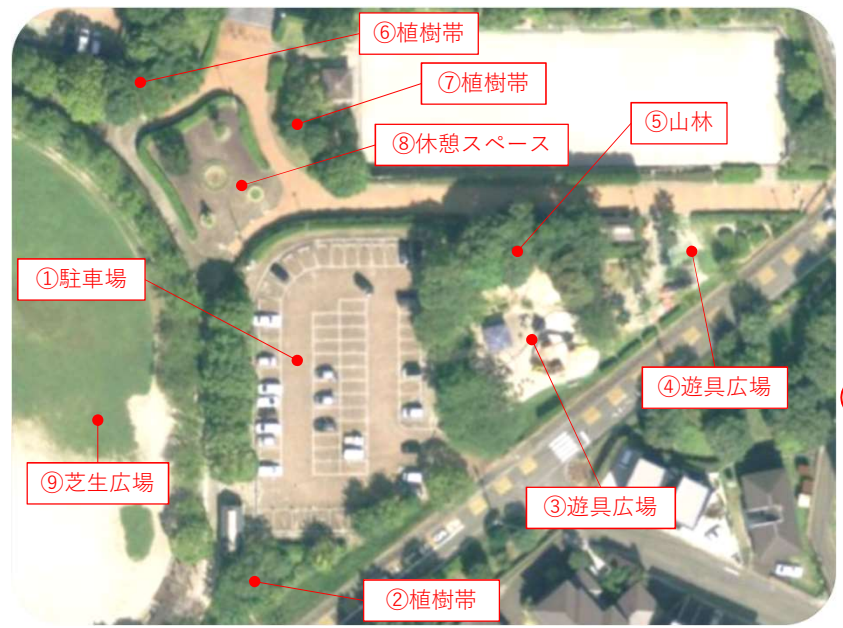 ⑥植樹帯
⑦植樹帯
⑤山林
⑧休憩スペース
①駐車場
④遊具広場
⑨芝生広場
③遊具広場
②植樹帯